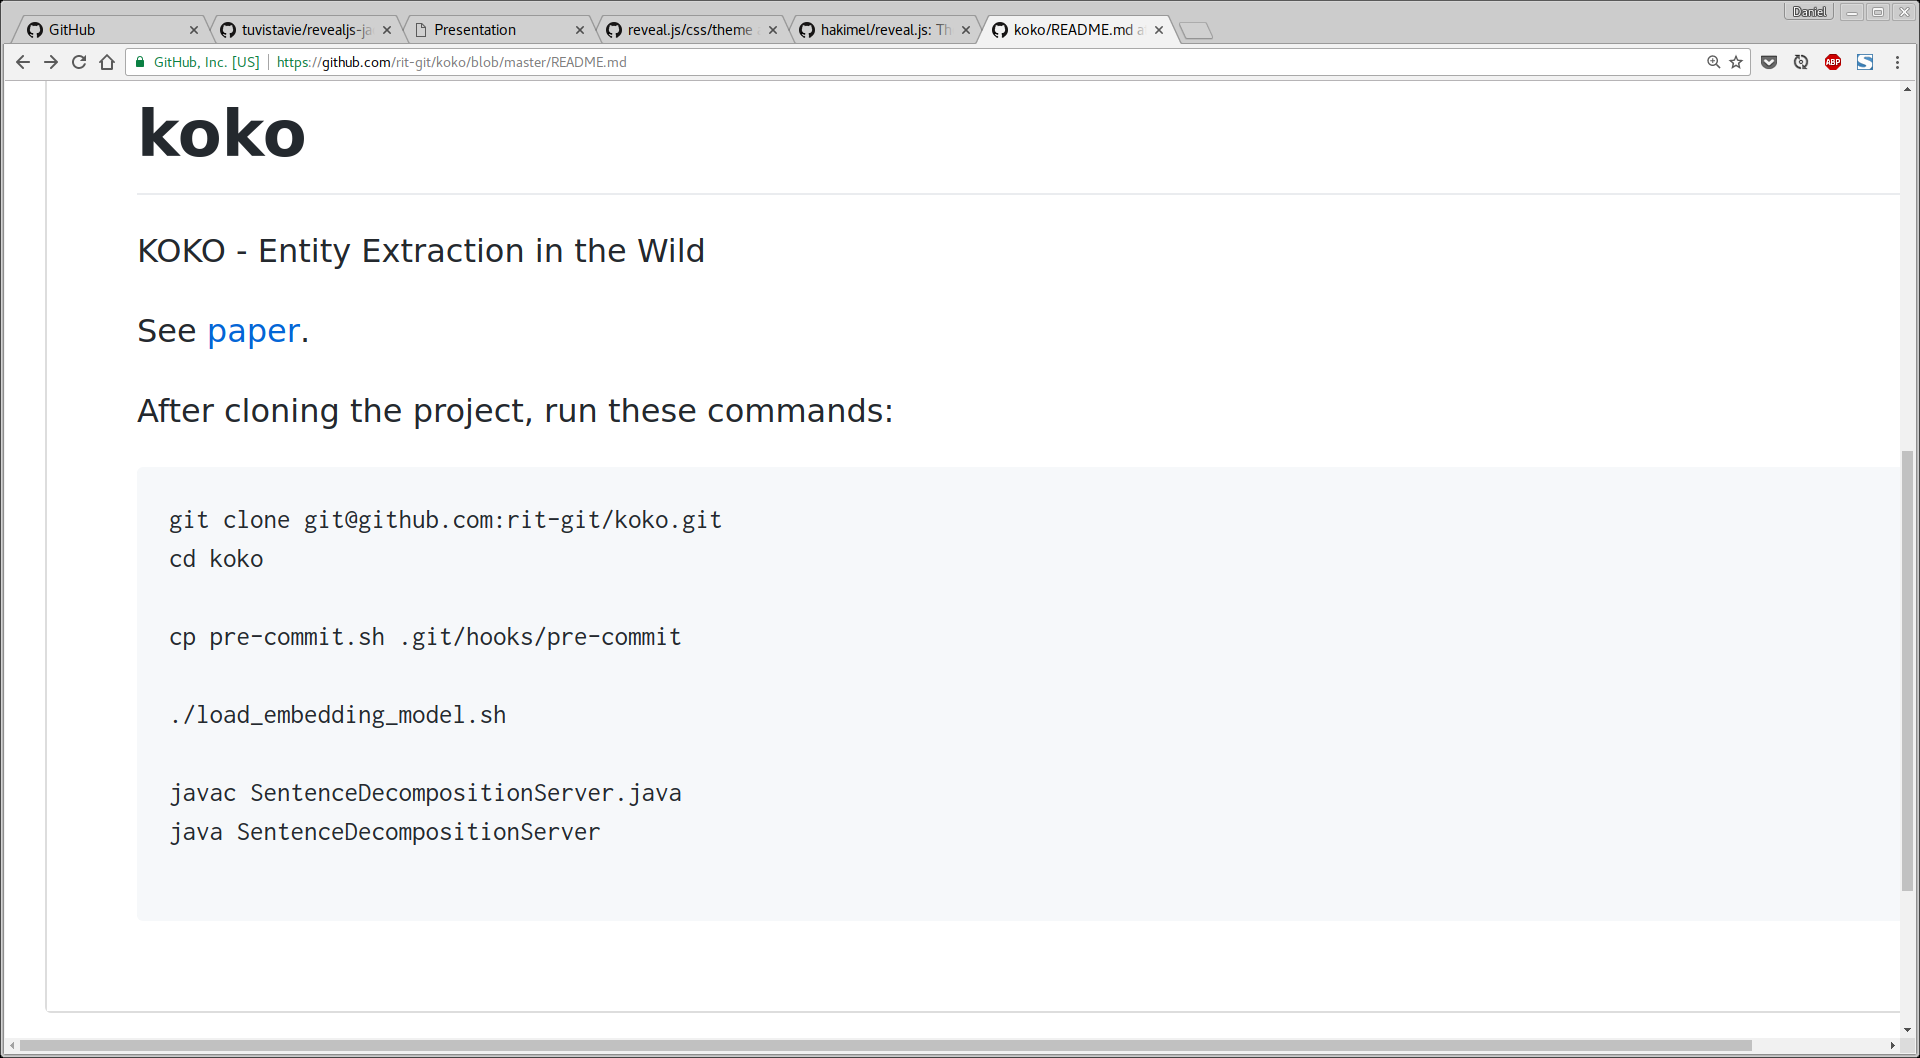 Daniel
GitHub
tuvistavie/revealjs-ja
Presentation
reveal.js/css/theme
hakimel/reveal.js: Th
koko/README.md a
GitHub, Inc. [US]
https://github.com/rit-git/koko/blob/master/README.md
ABP
koko
KOKO - Entity Extraction in the Wild
See paper.
After cloning the project, run these commands:
git clone git@github.com:rit-git/koko.git
cd koko
cp pre-commit.sh .git/hooks/pre-commit
./load_embedding_model.sh
javac SentenceDecompositionServer.java
java SentenceDecompositionServer